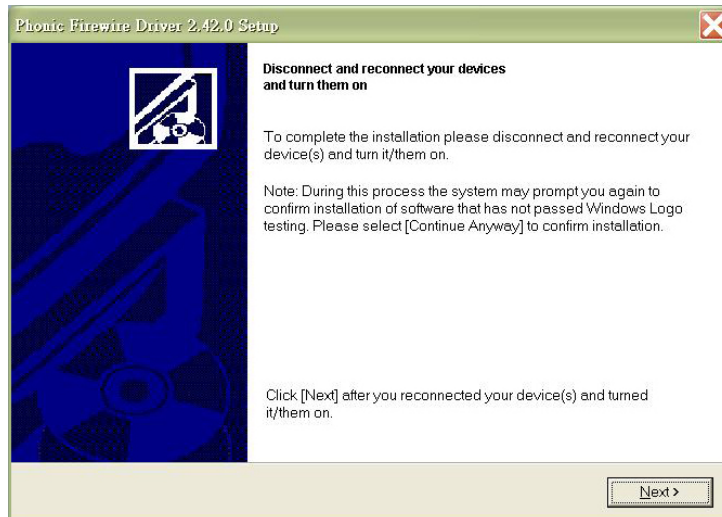 Phonic Firewire Driver 2.42.0 Setup
Disconnect and reconnect your devices
and turn them on
To complete the installation please disconnect and reconnect your
device(s) and turn it/them on.
Note: During this process the system may prompt you again to
confirm installation of software that has not passed Windows Logo
testing. Please select [Continue Anyway] to confirm installation.
Click [Next] after you reconnected your device(s) and turned
it/them on.
Next >